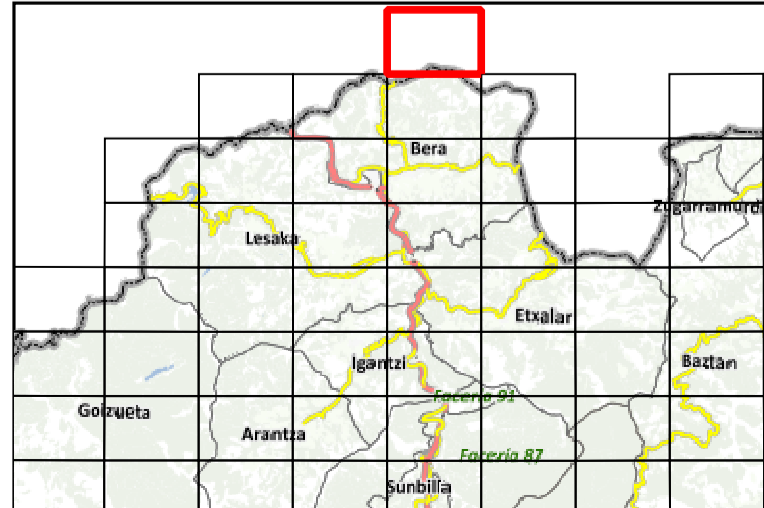 Bera
Zugarramurdi
Lesaka
Etxalar
Igantzi
Baztan
Facería 91
Goizueta
Arantza
Facería 87
Sunbilla